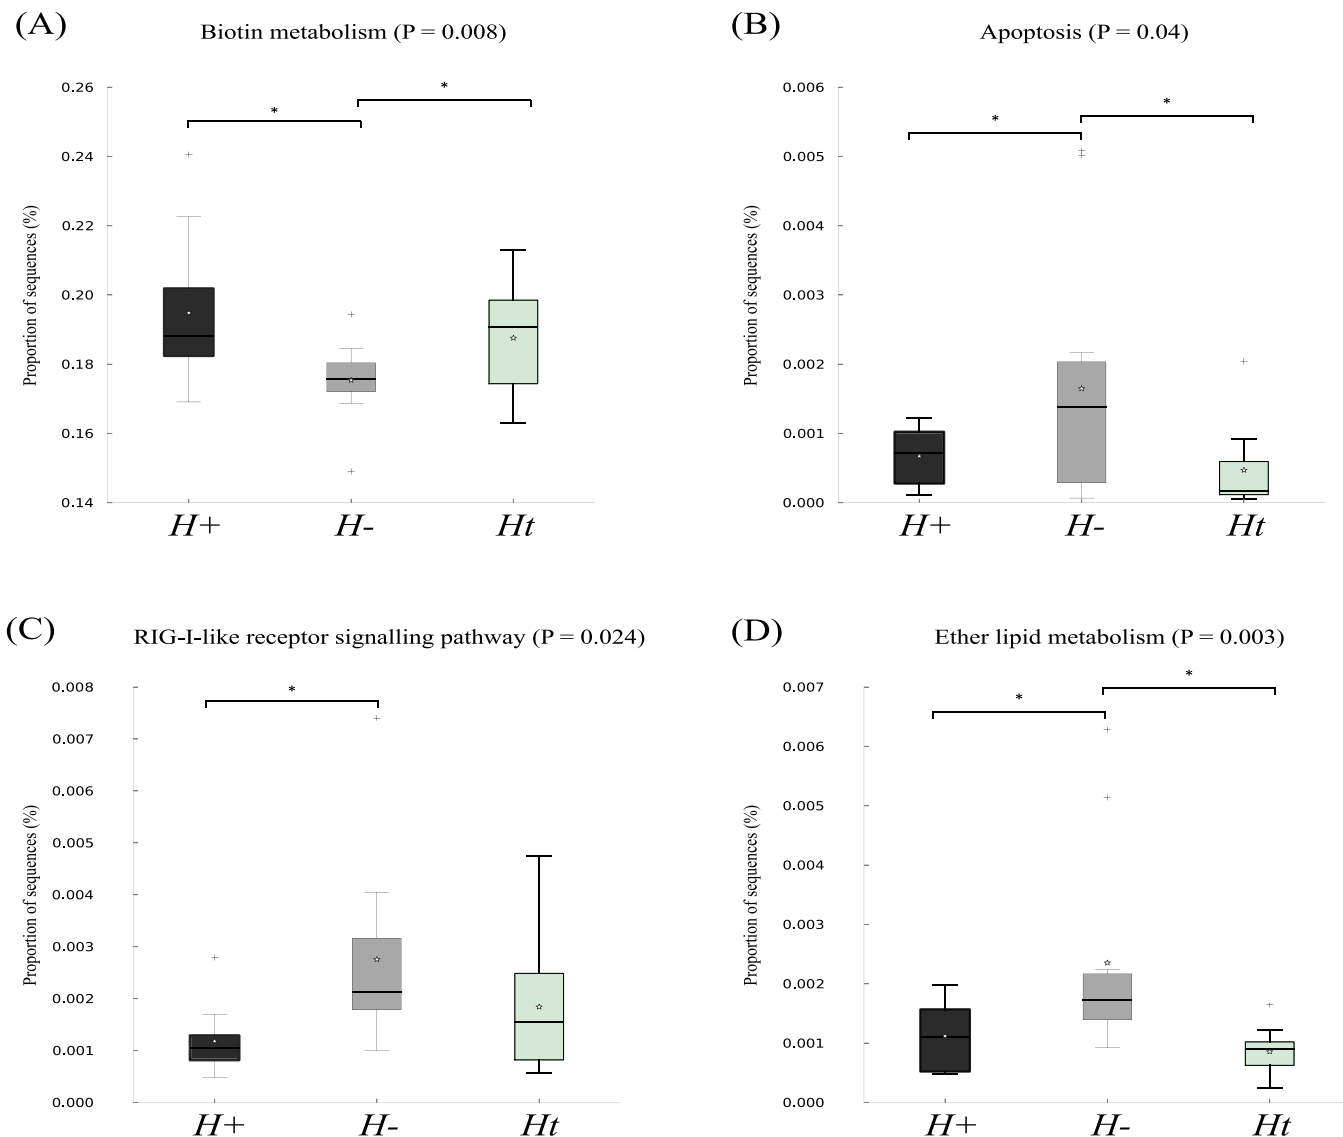 (A)
Biotin metabolism (P = 0.008)
Proportion of sequences (%)
0.26
0.24
0.22
0.20
0.18
0.16
0.14
*
*
H+
H-
Ht
(B)
Apoptosis (P = 0.04)
Proportion of sequences (%)
0.006
0.005
0.004
0.003
0.002
0.001
0.000
*
*
H+
H-
Ht
(C)
RIG-I-like receptor signalling pathway (P = 0.024)
Proportion of sequences (%)
0.008
0.007
0.006
0.005
0.004
0.003
0.002
0.001
0.000
*
H+
H-
Ht
(D)
Ether lipid metabolism (P = 0.003)
Proportion of sequences (%)
0.007
0.006
0.005
0.004
0.003
0.002
0.001
0.000
*
*
H+
H-
Ht